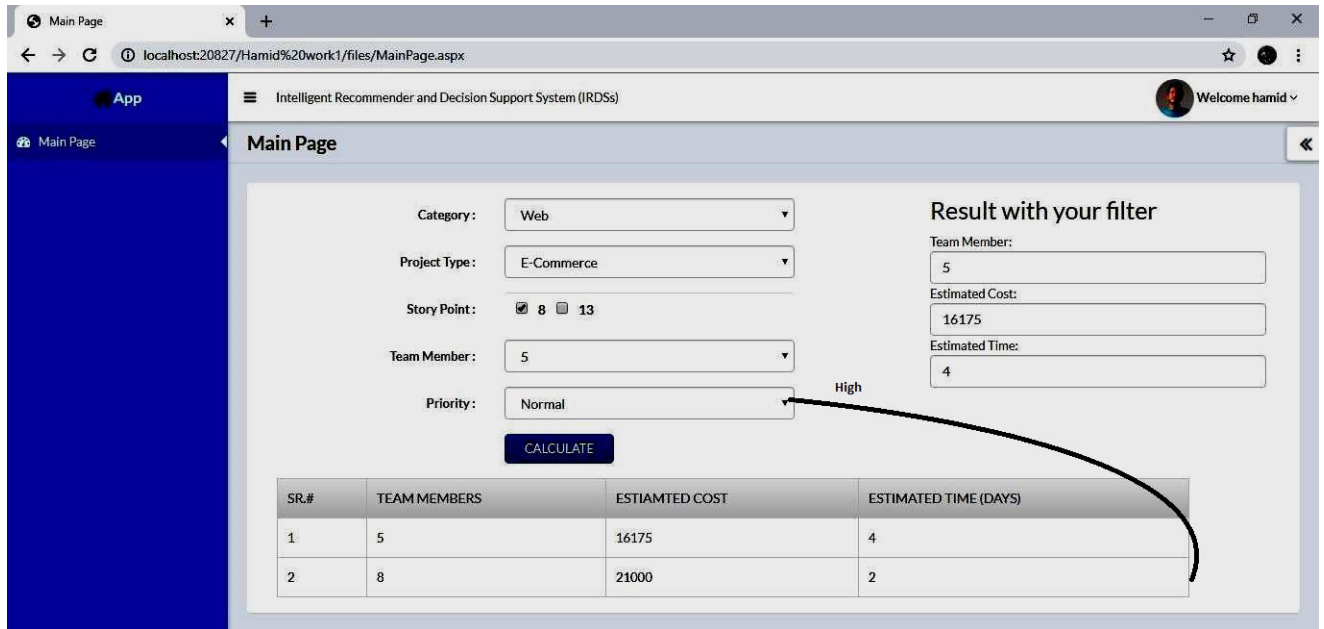 Main Page
localhost:20827/Hamid%20work1/files/MainPage.aspx
App
Intelligent Recommender and Decision Support System (IRDSs)
Welcome hamid
Main Page
Main Page
Category :
Web
Project Type :
E-Commerce
Story Point :
8 13
Team Member :
5
Priority :
Normal
High
CALCULATE
Result with your filter
Team Member:
5
Estimated Cost:
16175
Estimated Time:
4
SR.# TEAM MEMBERS ESTIAMTED COST ESTIMATED TIME (DAYS)
1 5 16175 4
2 8 21000 2